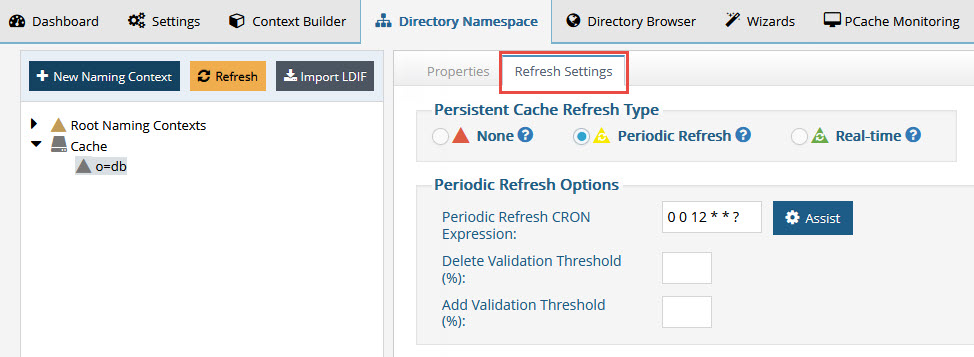 Dashboard Settings Context Builder Directory Namespace Directory Browser Wizards PCache Monitoring
+ New Naming Context Refresh Import LDIF
Properties Refresh Settings
Root Naming Contexts
Cache
o=db
Persistent Cache Refresh Type
None ? Periodic Refresh ? Real-time ?
Periodic Refresh Options
Periodic Refresh CRON
Expression:
0 0 12 * * ? Assist
Delete Validation Threshold
(%):
Add Validation Threshold
(%):